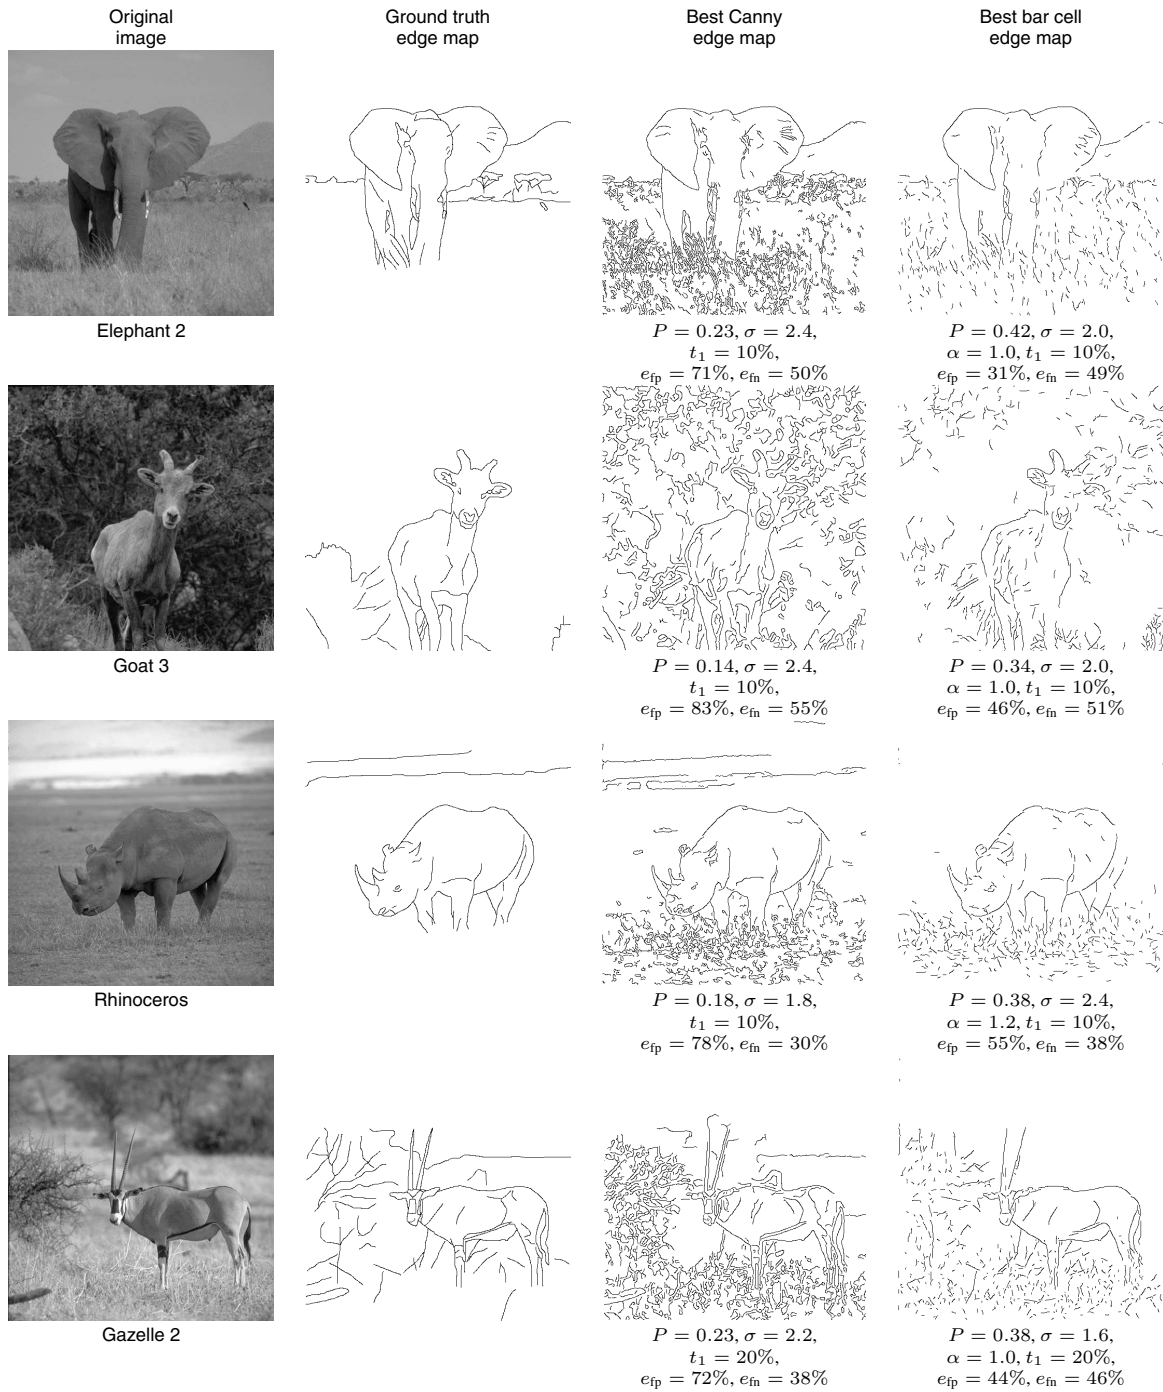 Original
image
Ground truth
edge map
Best Canny
edge map
Best bar cell
edge map
Elephant 2
P = 0.23, σ = 2.4,
t₁ = 10%,
e_fp = 71%, e_fn = 50%
P = 0.42, σ = 2.0,
α = 1.0, t₁ = 10%,
e_fp = 31%, e_fn = 49%
Goat 3
P = 0.14, σ = 2.4,
t₁ = 10%,
e_fp = 83%, e_fn = 55%
P = 0.34, σ = 2.0,
α = 1.0, t₁ = 10%,
e_fp = 46%, e_fn = 51%
Rhinoceros
P = 0.18, σ = 1.8,
t₁ = 10%,
e_fp = 78%, e_fn = 30%
P = 0.38, σ = 2.4,
α = 1.2, t₁ = 10%,
e_fp = 55%, e_fn = 38%
Gazelle 2
P = 0.23, σ = 2.2,
t₁ = 20%,
e_fp = 72%, e_fn = 38%
P = 0.38, σ = 1.6,
α = 1.0, t₁ = 20%,
e_fp = 44%, e_fn = 46%